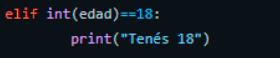 elif int(edad)==18:
        print("Tenés 18")